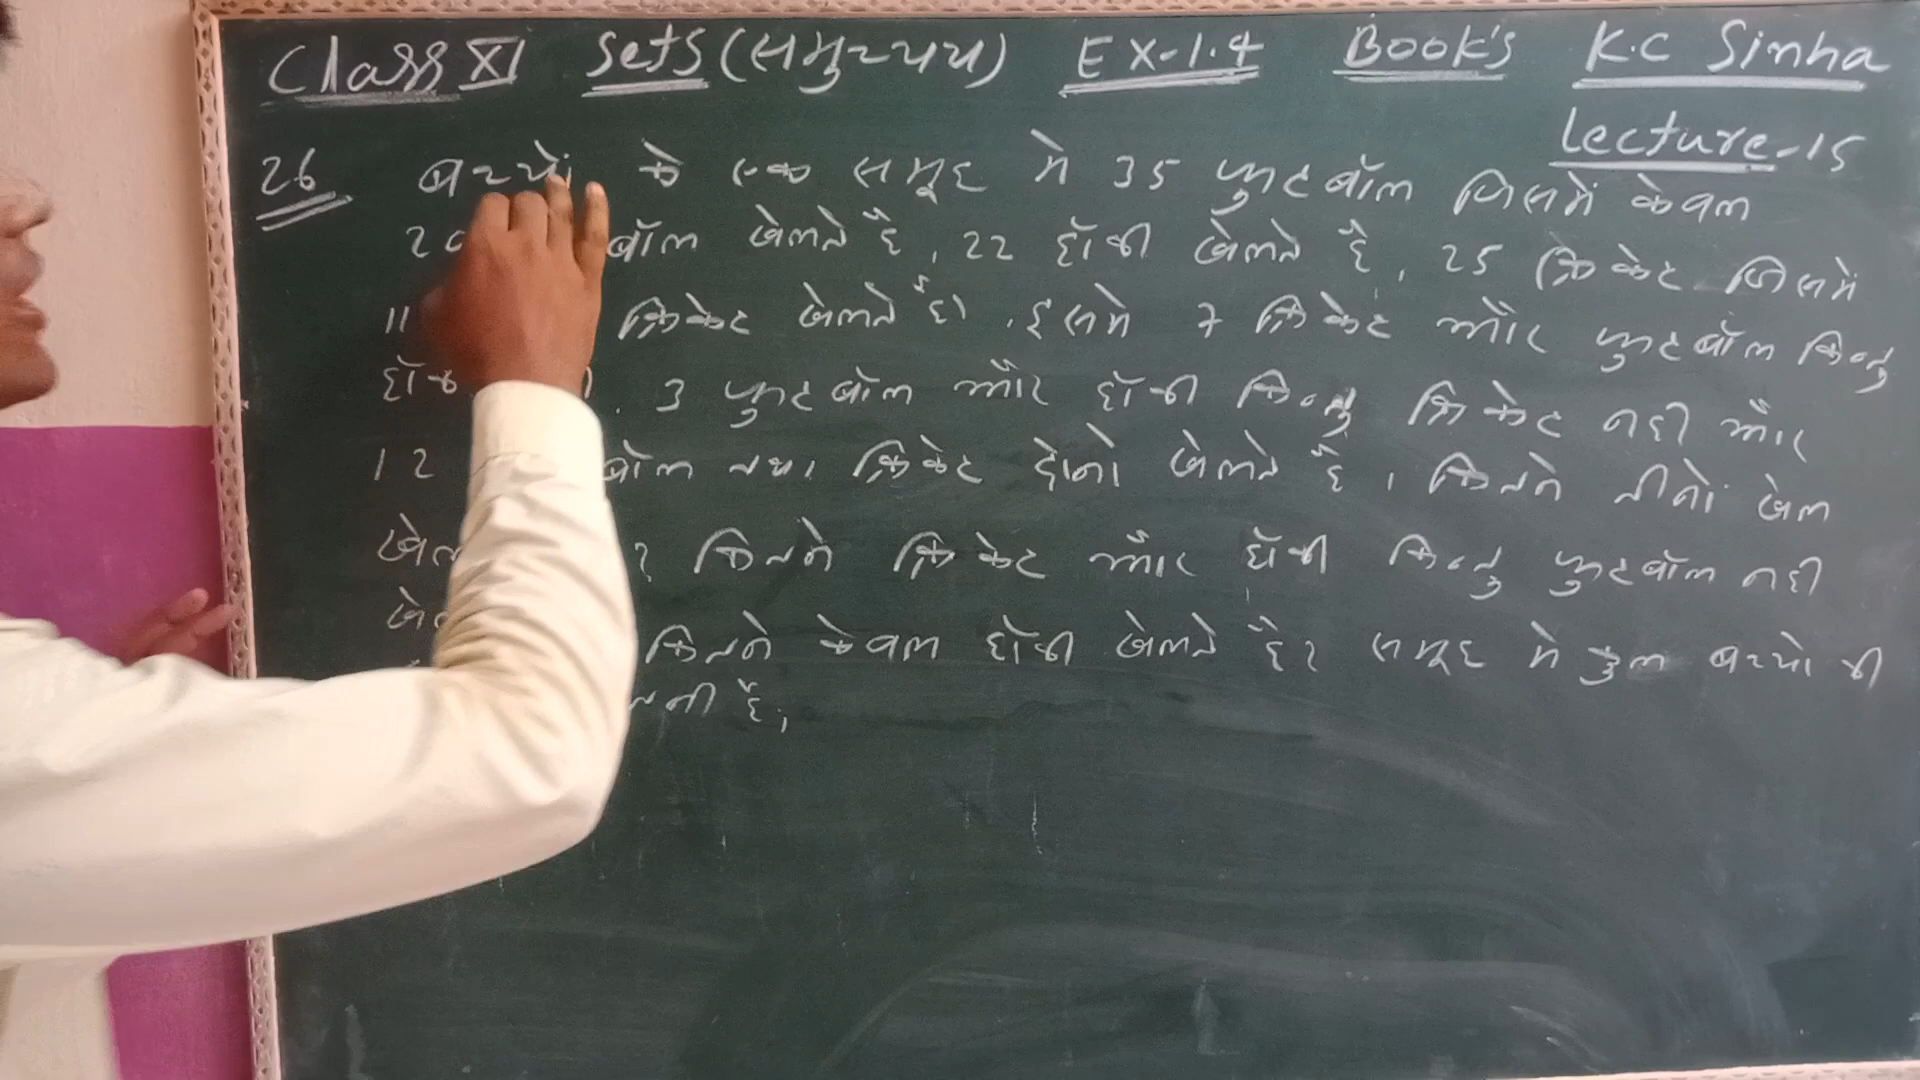 Class XI Sets (समुच्चय) EX-1.4 Book's K.C Sinha
Lecture-15
26 बच्चों के एक समूह मे 35 फुटबॉल जिसमें केवल
बॉल खेलते है, 22 हॉकी खेलते है, 25 क्रिकेट जिसमें
11 क्रिकेट खेलते हैं। इसमे 7 क्रिकेट और फुटबॉल किन्तु
3 फुटबॉल और हॉकी किन्तु क्रिकेट नही और
12 बॉल तथा क्रिकेट दोनो खेलते है। कितने तीनों खेल
? कितने क्रिकेट और हॉकी किन्तु फुटबॉल नही
कितने केवल हॉकी खेलते है? समूह मे कुल बच्चो की
है,